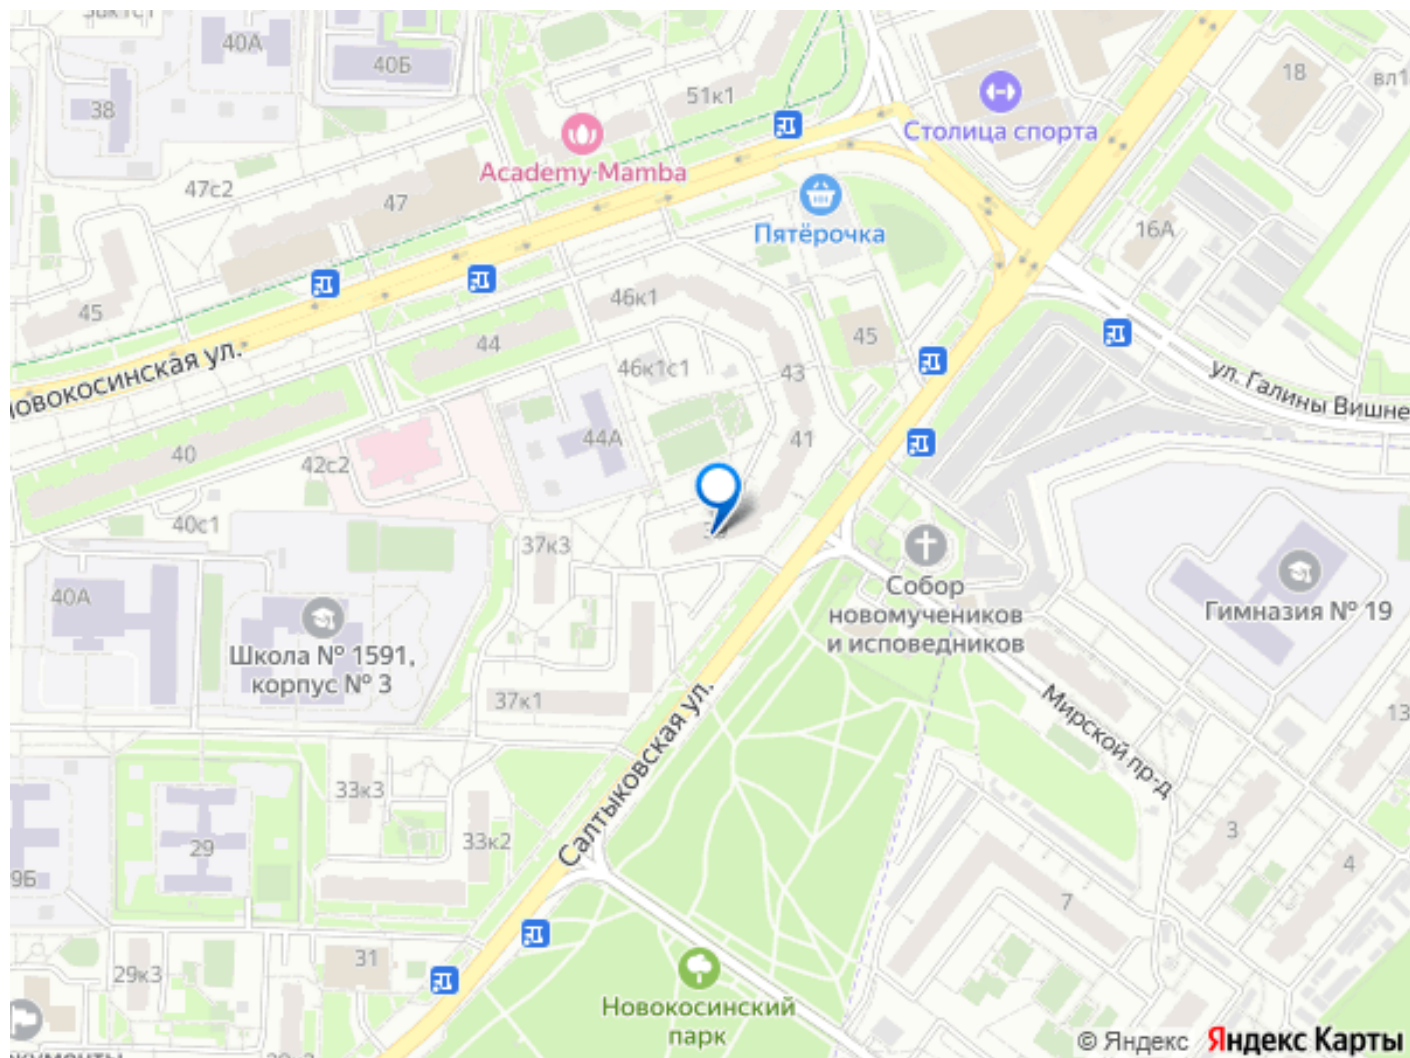 40А
40Б
38
51к1
18
вл1
Столица спорта
Academy Mamba
47с2
47
Пятёрочка
16А
45
46к1
44
45
46к1с1
43
Новокосинская ул.
ул. Галины Вишне
44А
41
40
42с2
40с1
37к3
40А
Собор
новомучеников
и исповедников
Гимназия № 19
Школа № 1591,
корпус № 3
37к1
13
Салтыковская ул.
Мирской пр-д
33к3
33к2
29
3
4
9Б
7
31
29к3
Новокосинский
парк
© Яндекс Яндекс Карты